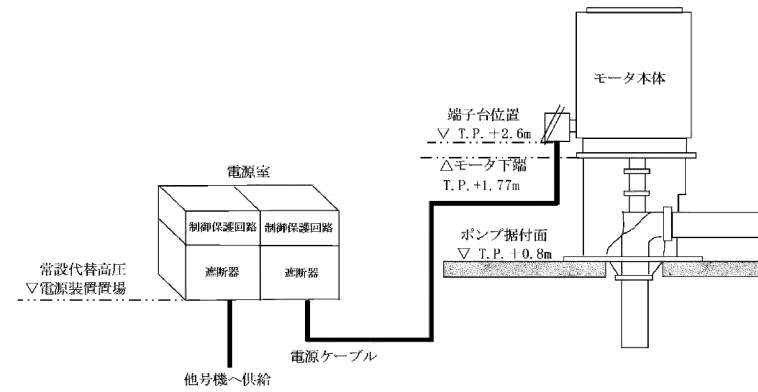 モータ本体
端子台位置
▽ T.P.+2.6m
△モータ下端
T.P.+1.77m
電源室
制御保護回路
制御保護回路
ポンプ据付面
▽ T.P.+0.8m
遮断器
遮断器
常設代替高圧
▽電源装置置場
電源ケーブル
他号機へ供給